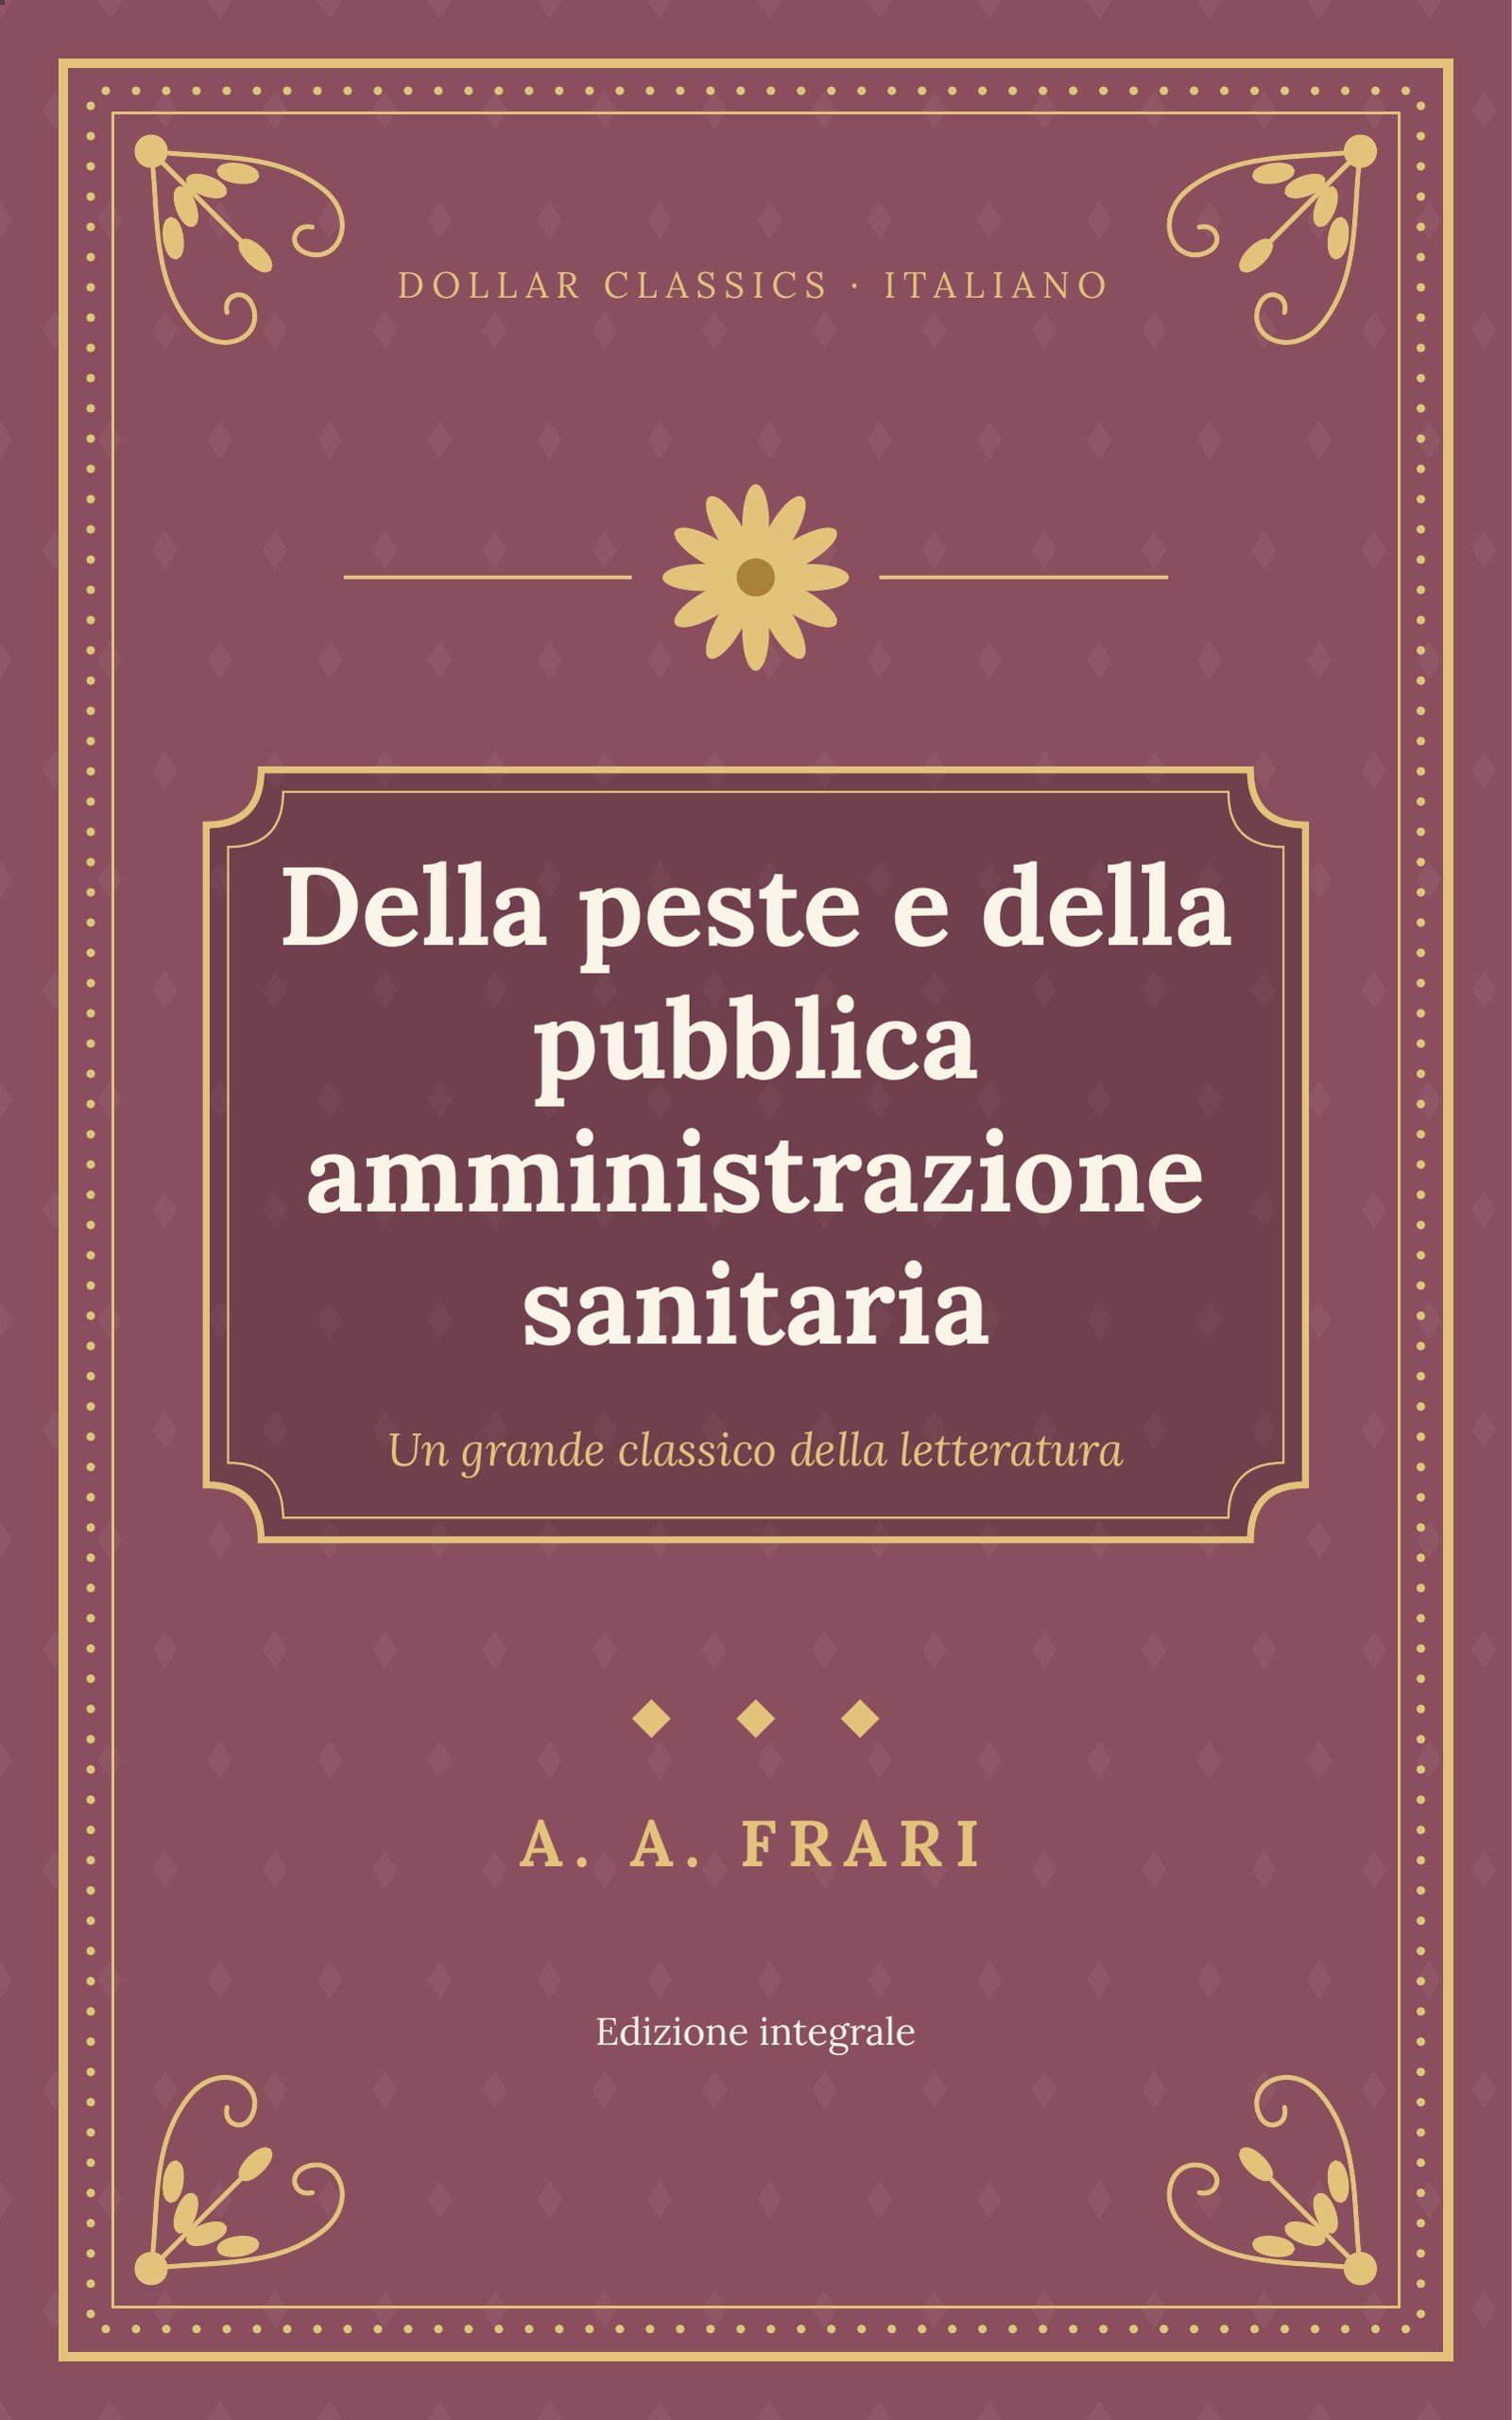 DOLLAR CLASSICS · ITALIANO
Della peste e della
pubblica
amministrazione
sanitaria
Un grande classico della letteratura
A. A. FRARI
Edizione integrale